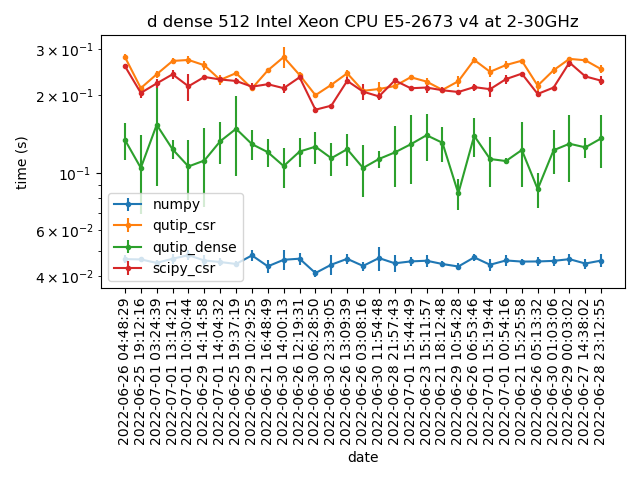 d dense 512 Intel Xeon CPU E5-2673 v4 at 2-30GHz
time (s)
3 × 10⁻¹
2 × 10⁻¹
10⁻¹
6 × 10⁻²
4 × 10⁻²
numpy
qutip_csr
qutip_dense
scipy_csr
2022-06-26 04:48:29
2022-06-25 19:12:16
2022-07-01 03:24:39
2022-07-01 13:14:21
2022-07-01 10:30:44
2022-06-29 14:14:58
2022-07-01 14:04:32
2022-06-25 19:37:19
2022-06-29 10:29:25
2022-06-21 16:48:49
2022-06-30 14:00:13
2022-06-26 12:19:31
2022-06-30 06:28:50
2022-06-30 23:39:05
2022-06-26 13:09:39
2022-06-26 03:08:16
2022-06-30 11:54:48
2022-06-28 21:57:43
2022-07-01 15:44:49
2022-06-23 15:11:57
2022-06-21 18:12:48
2022-06-29 10:54:28
2022-06-26 06:53:46
2022-07-01 15:19:44
2022-07-01 00:54:16
2022-06-21 15:25:58
2022-06-26 05:13:32
2022-06-30 01:03:06
2022-06-29 00:03:02
2022-06-27 14:38:02
2022-06-28 23:12:55
date